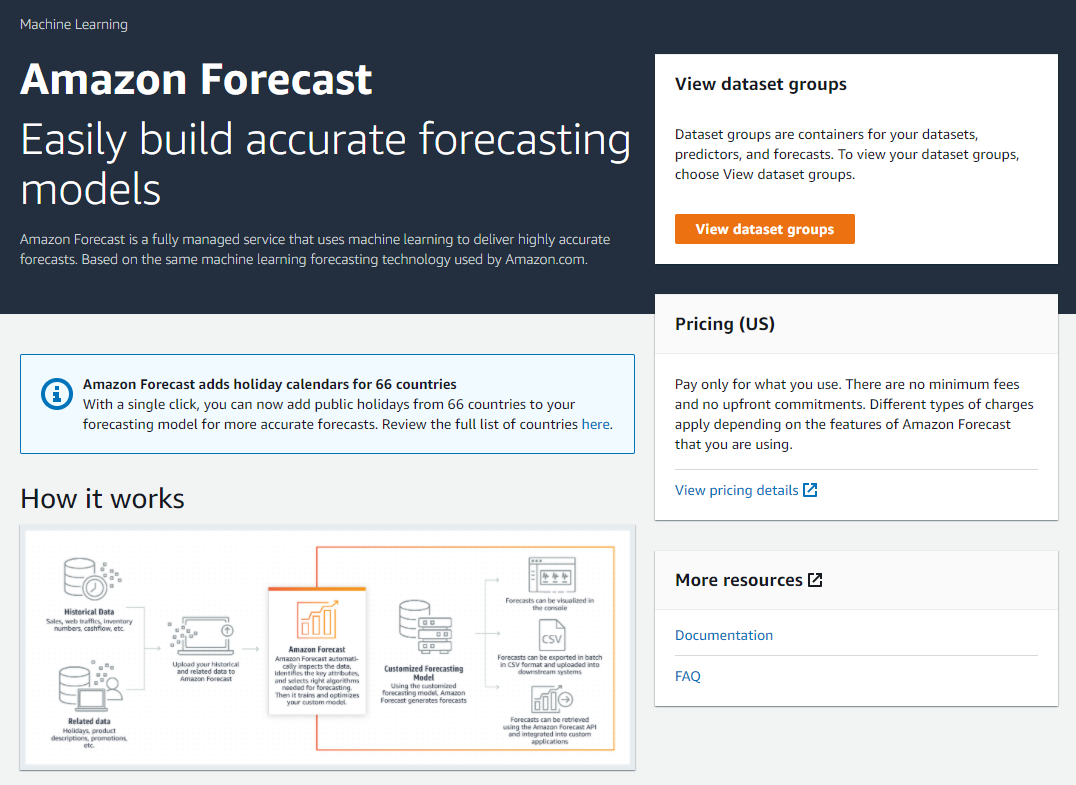 Machine Learning
Amazon Forecast
Easily build accurate forecasting
models
Amazon Forecast is a fully managed service that uses machine learning to deliver highly accurate
forecasts. Based on the same machine learning forecasting technology used by Amazon.com.
View dataset groups
Dataset groups are containers for your datasets,
predictors, and forecasts. To view your dataset groups,
choose View dataset groups.
View dataset groups
Pricing (US)
Pay only for what you use. There are no minimum fees
and no upfront commitments. Different types of charges
apply depending on the features of Amazon Forecast
that you are using.
View pricing details
More resources
Documentation
FAQ
Amazon Forecast adds holiday calendars for 66 countries
With a single click, you can now add public holidays from 66 countries to your
forecasting model for more accurate forecasts. Review the full list of countries here.
How it works
Historical Data
Sales, web traffics, inventory
numbers, cashflow, etc.
Related data
Holidays, product
descriptions, promotions,
etc.
Upload your historical
and related data to
Amazon Forecast
Amazon Forecast
Amazon Forecast automati-
cally inspects the data,
identifies the key attributes,
and selects right algorithms
needed for forecasting.
Then it trains and optimizes
your custom model.
Customized Forecasting
Model
Using the customized
forecasting model, Amazon
Forecast generates forecasts
Forecasts can be visualized in
the console
CSV
Forecasts can be exported in batch
in CSV format and uploaded into
downstream systems
Forecasts can be retrieved
using the Amazon Forecast API
and integrated into custom
applications